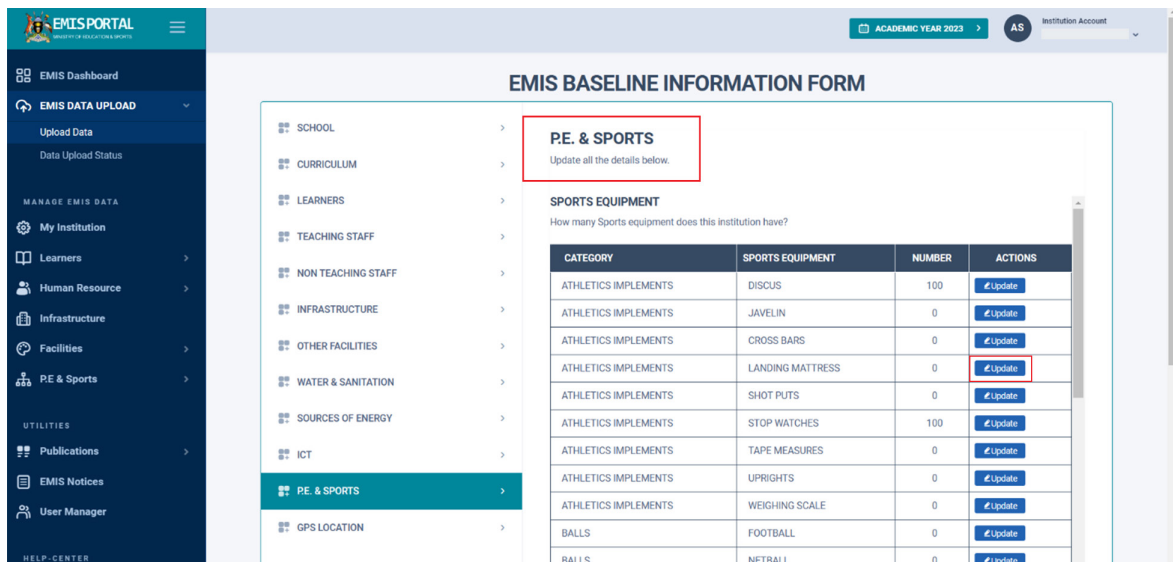 EMIS PORTAL
MINISTRY OF EDUCATION & SPORTS
ACADEMIC YEAR 2023
AS
Institution Account
EMIS Dashboard
EMIS DATA UPLOAD
Upload Data
Data Upload Status
MANAGE EMIS DATA
My Institution
Learners
Human Resource
Infrastructure
Facilities
P.E & Sports
UTILITIES
Publications
EMIS Notices
User Manager
HELP-CENTER
EMIS BASELINE INFORMATION FORM
SCHOOL
CURRICULUM
LEARNERS
TEACHING STAFF
NON TEACHING STAFF
INFRASTRUCTURE
OTHER FACILITIES
WATER & SANITATION
SOURCES OF ENERGY
ICT
P.E. & SPORTS
GPS LOCATION
P.E. & SPORTS
Update all the details below.
SPORTS EQUIPMENT
How many Sports equipment does this institution have?
CATEGORY SPORTS EQUIPMENT NUMBER ACTIONS
ATHLETICS IMPLEMENTS DISCUS 100 Update
ATHLETICS IMPLEMENTS JAVELIN 0 Update
ATHLETICS IMPLEMENTS CROSS BARS 0 Update
ATHLETICS IMPLEMENTS LANDING MATTRESS 0 Update
ATHLETICS IMPLEMENTS SHOT PUTS 0 Update
ATHLETICS IMPLEMENTS STOP WATCHES 100 Update
ATHLETICS IMPLEMENTS TAPE MEASURES 0 Update
ATHLETICS IMPLEMENTS UPRIGHTS 0 Update
ATHLETICS IMPLEMENTS WEIGHING SCALE 0 Update
BALLS FOOTBALL 0 Update
BALLS NETBALL 0 Update